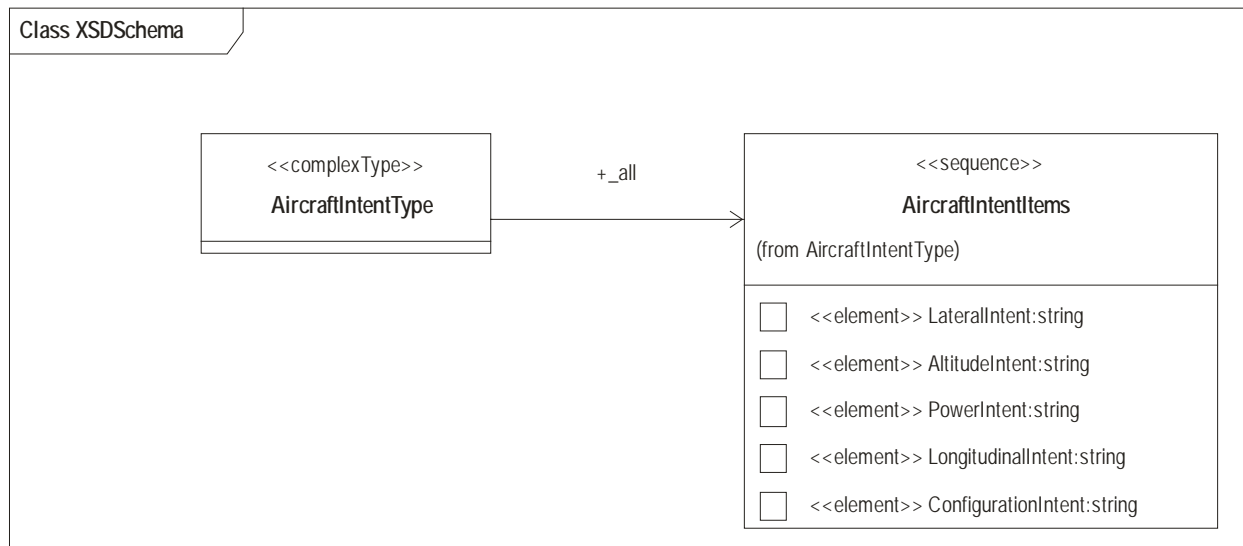 Class XSDSchema
<<complexType>>
AircraftIntentType
+_all
<<sequence>>
AircraftIntentItems
(from AircraftIntentType)
<<element>> LateralIntent:string
<<element>> AltitudeIntent:string
<<element>> PowerIntent:string
<<element>> LongitudinalIntent:string
<<element>> ConfigurationIntent:string